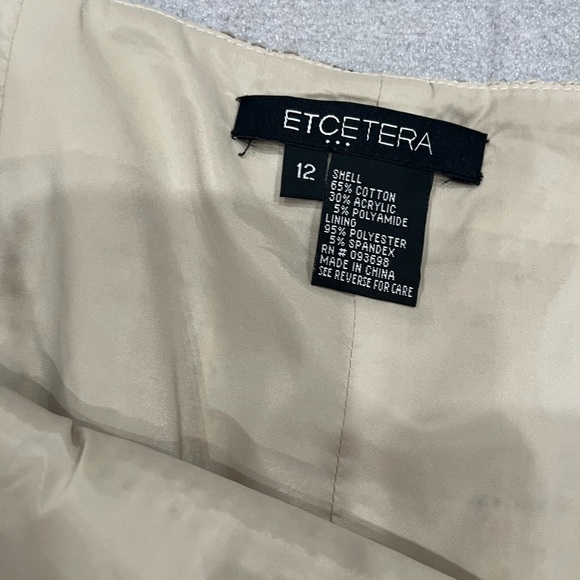 ETCETERA
12
SHELL
65% COTTON
30% ACRYLIC
5% POLYAMIDE
LINING
95% POLYESTER
5% SPANDEX
RN # 093698
MADE IN CHINA
SEE REVERSE FOR CARE